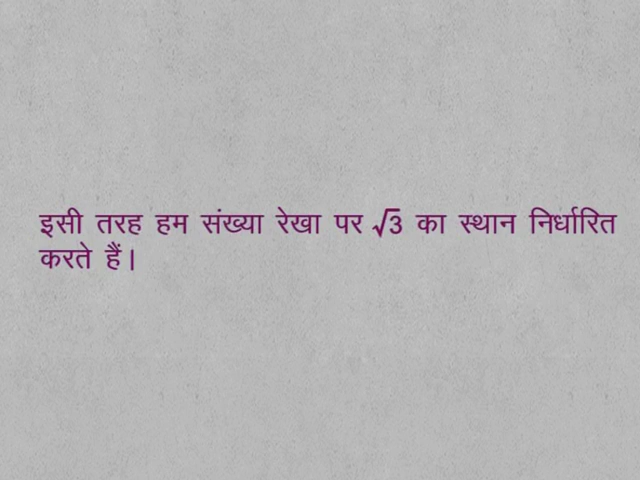 इसी तरह हम संख्या रेखा पर √3 का स्थान निर्धारित
करते हैं।